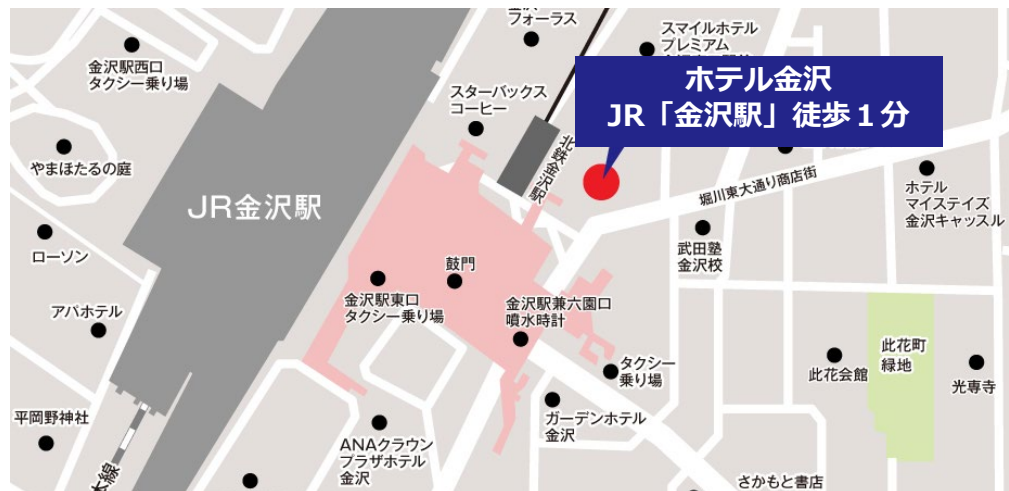 フォーラス
スマイルホテル
プレミアム
金沢駅西口
タクシー乗り場
ホテル金沢
JR「金沢駅」徒歩１分
スターバックス
コーヒー
北鉄金沢駅
やまほたるの庭
堀川東大通り商店街
ホテル
マイステイズ
金沢キャッスル
JR金沢駅
武田塾
金沢校
ローソン
鼓門
金沢駅東口
タクシー乗り場
金沢駅兼六園口
噴水時計
アパホテル
此花町
緑地
タクシー
乗り場
此花会館
光専寺
平岡野神社
ガーデンホテル
金沢
ANAクラウン
プラザホテル
金沢
本線
さかもと書店